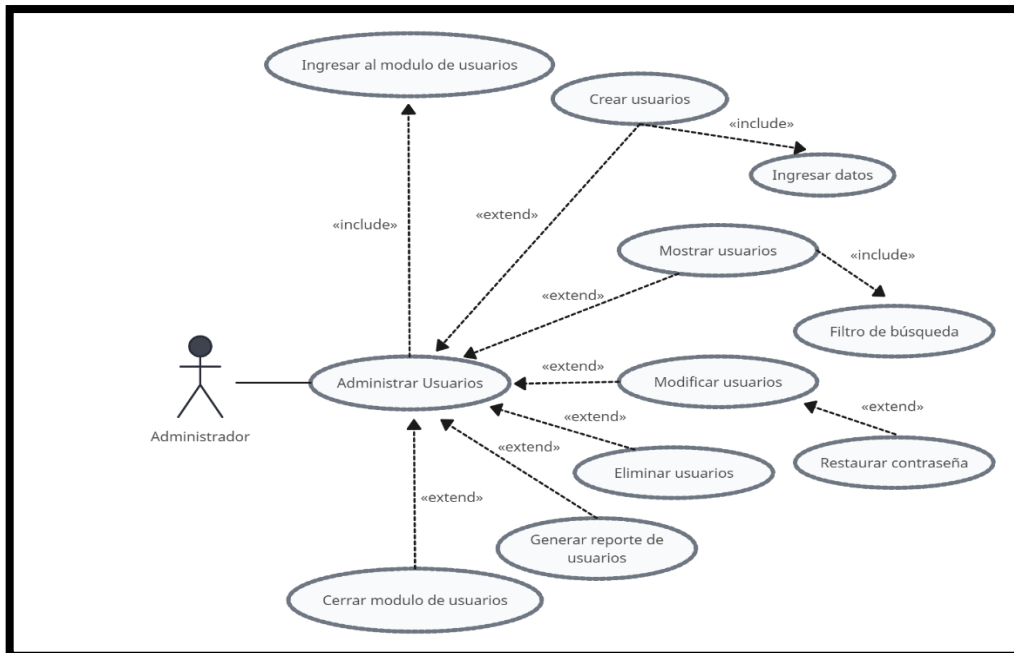 Ingresar al modulo de usuarios
Crear usuarios
«include»
Ingresar datos
«extend»
«include»
Mostrar usuarios
«include»
«extend»
Filtro de búsqueda
«extend»
Administrar Usuarios
Modificar usuarios
«extend»
«extend»
Administrador
«extend»
Restaurar contraseña
Eliminar usuarios
«extend»
Generar reporte de
usuarios
Cerrar modulo de usuarios